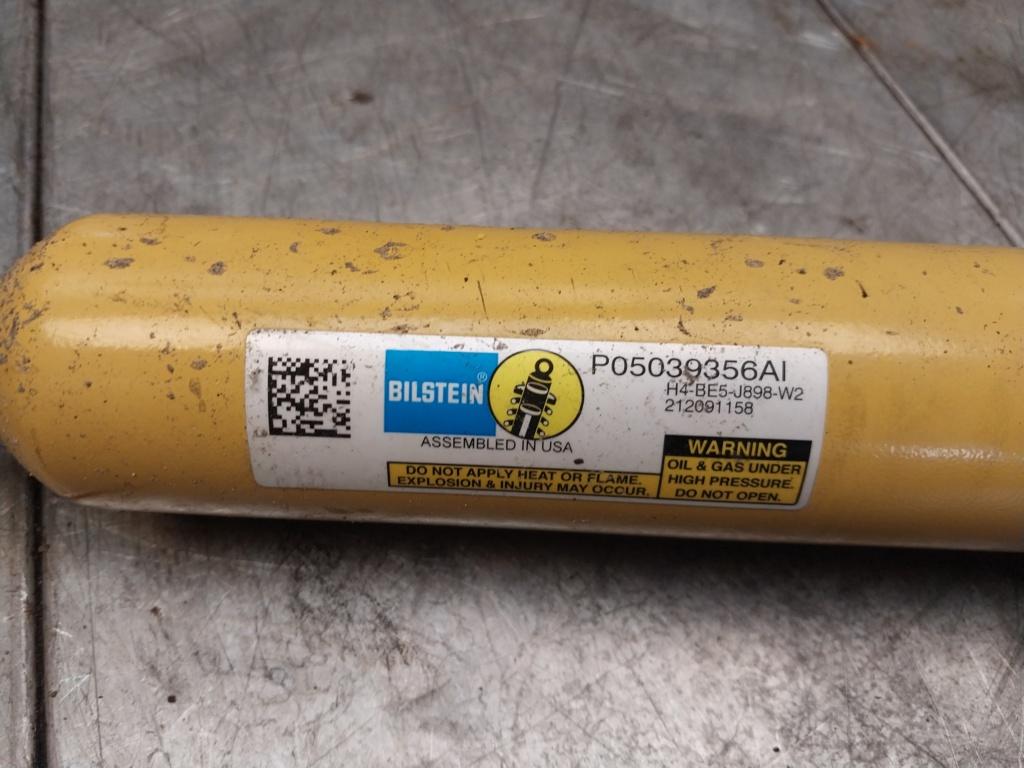 BILSTEIN®
P05039356AI
H4-BE5-J898-W2
212091158
ASSEMBLED IN USA
DO NOT APPLY HEAT OR FLAME.
EXPLOSION & INJURY MAY OCCUR.
WARNING
OIL & GAS UNDER
HIGH PRESSURE.
DO NOT OPEN.